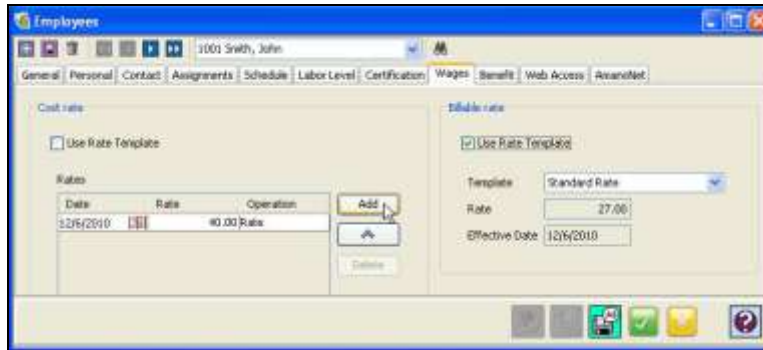 Employees
1001 Smith, John
General Personal Contact Assignments Schedule Labor Level Certification Wages Benefit Web Access AmanoNet
Cost rate
Billable rate
Use Rate Template
Use Rate Template
Rates
Template Standard Rate
Date Rate Operation
Add
12/6/2010 40.00 Rate
Rate 27.00
Effective Date 12/6/2010
Delete